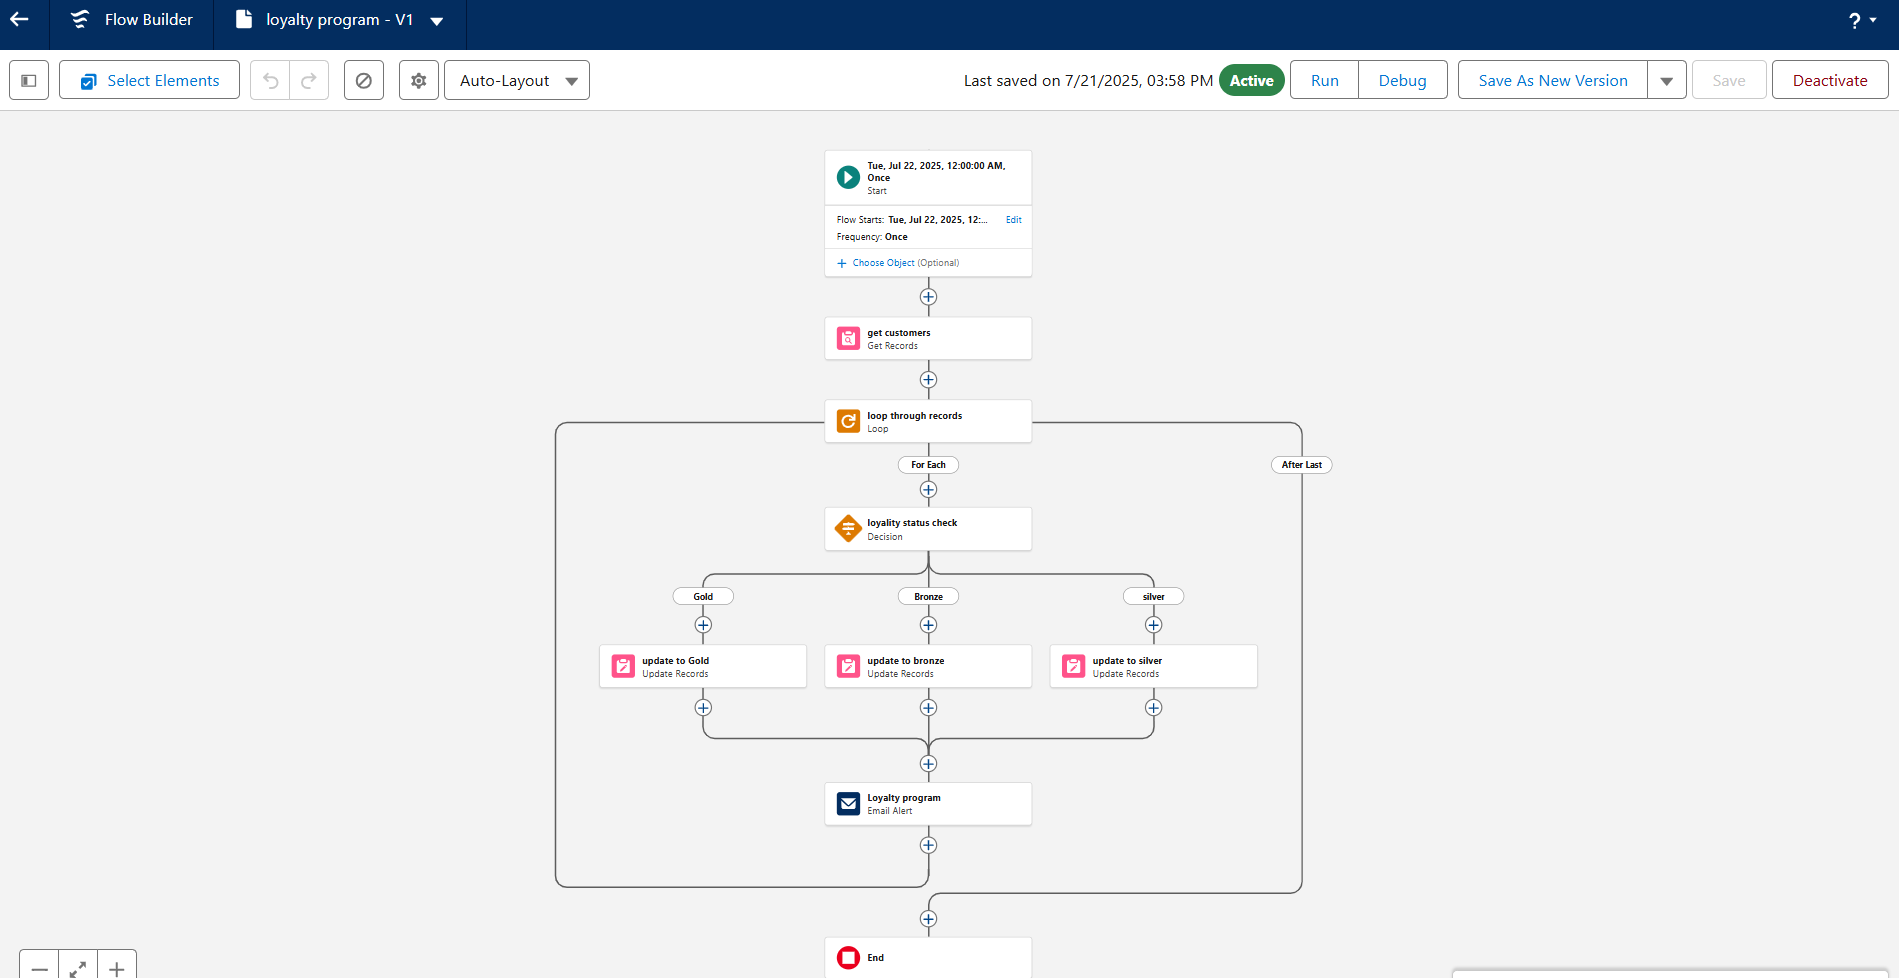 Flow Builder
loyalty program - V1
?
Select Elements
Auto-Layout
Last saved on 7/21/2025, 03:58 PM
Active
Run
Debug
Save As New Version
Save
Deactivate
Tue, Jul 22, 2025, 12:00:00 AM,
Once
Start
Flow Starts: Tue, Jul 22, 2025, 12:...
Edit
Frequency: Once
+ Choose Object (Optional)
get customers
Get Records
loop through records
Loop
For Each
After Last
loyality status check
Decision
Gold
Bronze
silver
update to Gold
Update Records
update to bronze
Update Records
update to silver
Update Records
Loyalty program
Email Alert
End